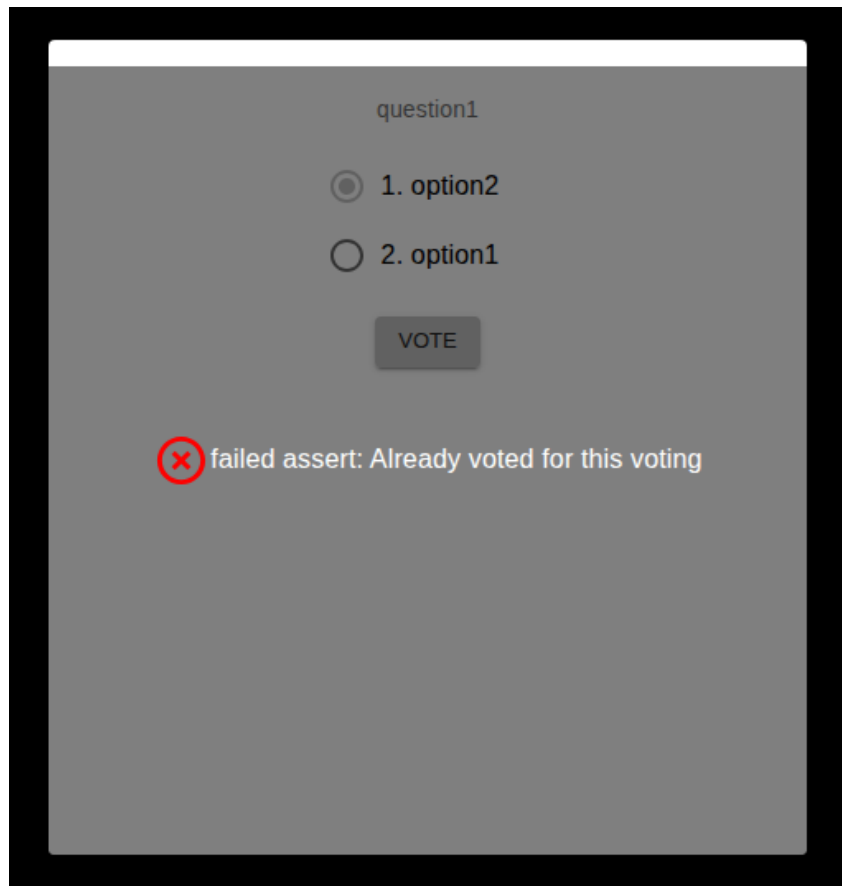 question1
1. option2
2. option1
VOTE
failed assert: Already voted for this voting